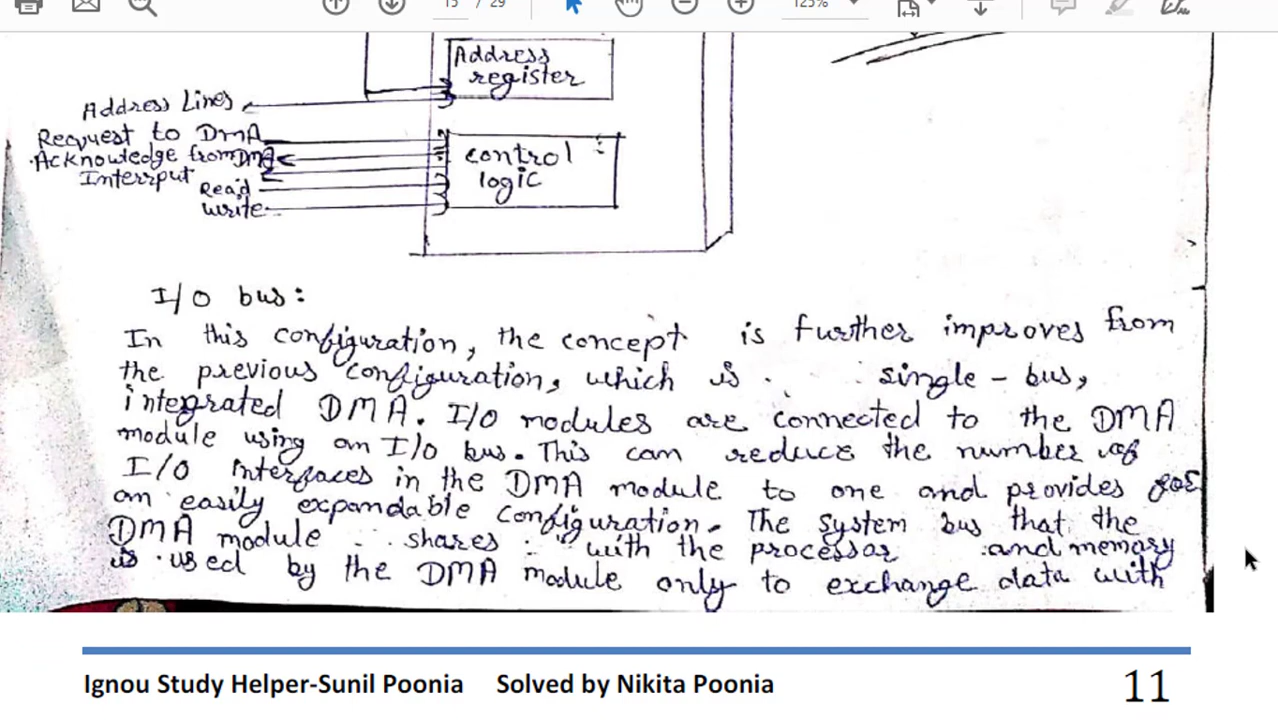 15 / 29
125%
Address
register
Address Lines
Request to DMA
Acknowledge from DMA
Interrput
Read
write
control
logic
I/O bus:
In this configuration, the concept is further improves from
the previous configuration, which is single-bus,
integrated DMA. I/O modules are connected to the DMA
module using an I/O bus. This can reduce the number of
I/O interfaces in the DMA module to one and provides for
an easily expandable configuration. The system bus that the
DMA module shares with the processor and memory
is used by the DMA module only to exchange data with
Ignou Study Helper-Sunil Poonia Solved by Nikita Poonia 11